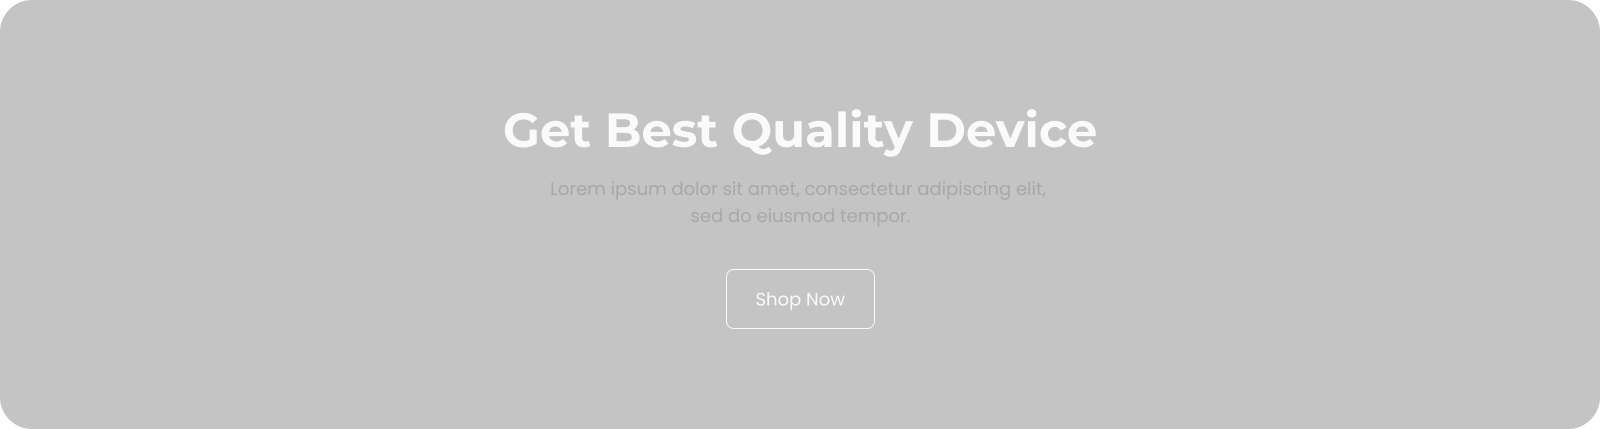 Get Best Quality Device
Lorem ipsum dolor sit amet, consectetur adipiscing elit,
sed do eiusmod tempor.
Shop Now